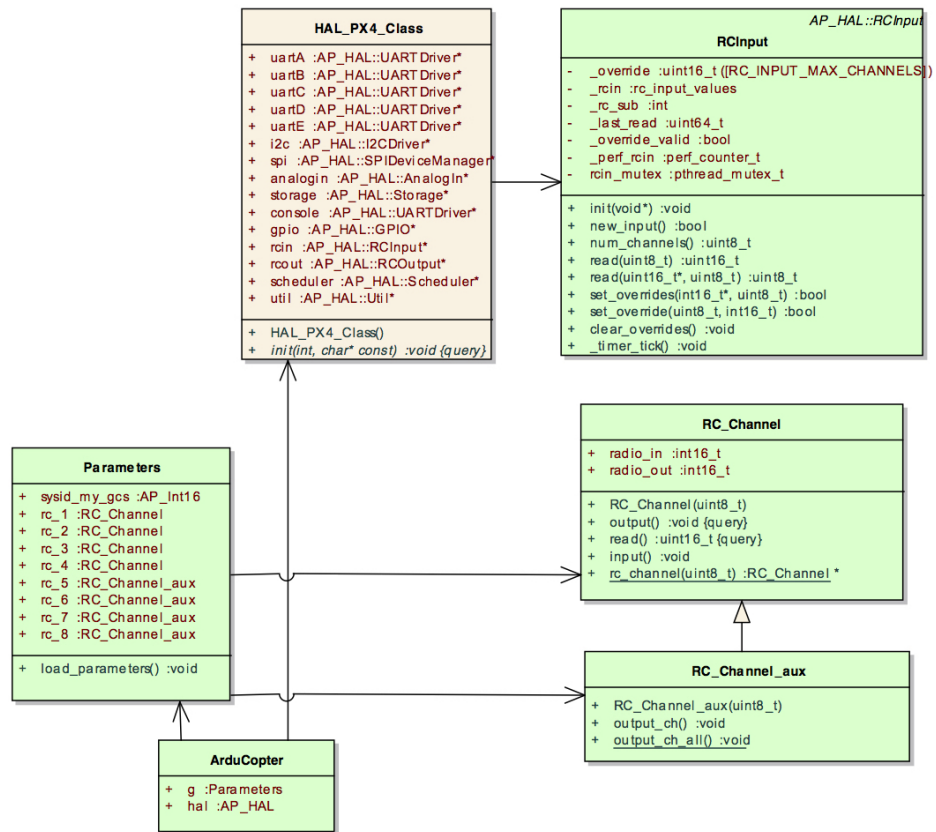 HAL_PX4_Class
+ uartA :AP_HAL::UARTDriver*
+ uartB :AP_HAL::UARTDriver*
+ uartC :AP_HAL::UARTDriver*
+ uartD :AP_HAL::UARTDriver*
+ uartE :AP_HAL::UARTDriver*
+ i2c :AP_HAL::I2CDriver*
+ spi :AP_HAL::SPIDeviceManager*
+ analogin :AP_HAL::AnalogIn*
+ storage :AP_HAL::Storage*
+ console :AP_HAL::UARTDriver*
+ gpio :AP_HAL::GPIO*
+ rcin :AP_HAL::RCInput*
+ rcout :AP_HAL::RCOutput*
+ scheduler :AP_HAL::Scheduler*
+ util :AP_HAL::Util*
+ HAL_PX4_Class()
+ init(int, char* const) :void {query}
AP_HAL::RCInput
RCInput
- _override :uint16_t ([RC_INPUT_MAX_CHANNELS])
- _rcin :rc_input_values
- _rc_sub :int
- _last_read :uint64_t
- _override_valid :bool
- _perf_rcin :perf_counter_t
- rcin_mutex :pthread_mutex_t
+ init(void*) :void
+ new_input() :bool
+ num_channels() :uint8_t
+ read(uint8_t) :uint16_t
+ read(uint16_t*, uint8_t) :uint8_t
+ set_overrides(int16_t*, uint8_t) :bool
+ set_override(uint8_t, int16_t) :bool
+ clear_overrides() :void
+ _timer_tick() :void
Parameters
+ sysid_my_gcs :AP_Int16
+ rc_1 :RC_Channel
+ rc_2 :RC_Channel
+ rc_3 :RC_Channel
+ rc_4 :RC_Channel
+ rc_5 :RC_Channel_aux
+ rc_6 :RC_Channel_aux
+ rc_7 :RC_Channel_aux
+ rc_8 :RC_Channel_aux
+ load_parameters() :void
RC_Channel
+ radio_in :int16_t
+ radio_out :int16_t
+ RC_Channel(uint8_t)
+ output() :void {query}
+ read() :uint16_t {query}
+ input() :void
+ rc_channel(uint8_t) :RC_Channel *
RC_Channel_aux
+ RC_Channel_aux(uint8_t)
+ output_ch() :void
+ output_ch_all() :void
ArduCopter
+ g :Parameters
+ hal :AP_HAL